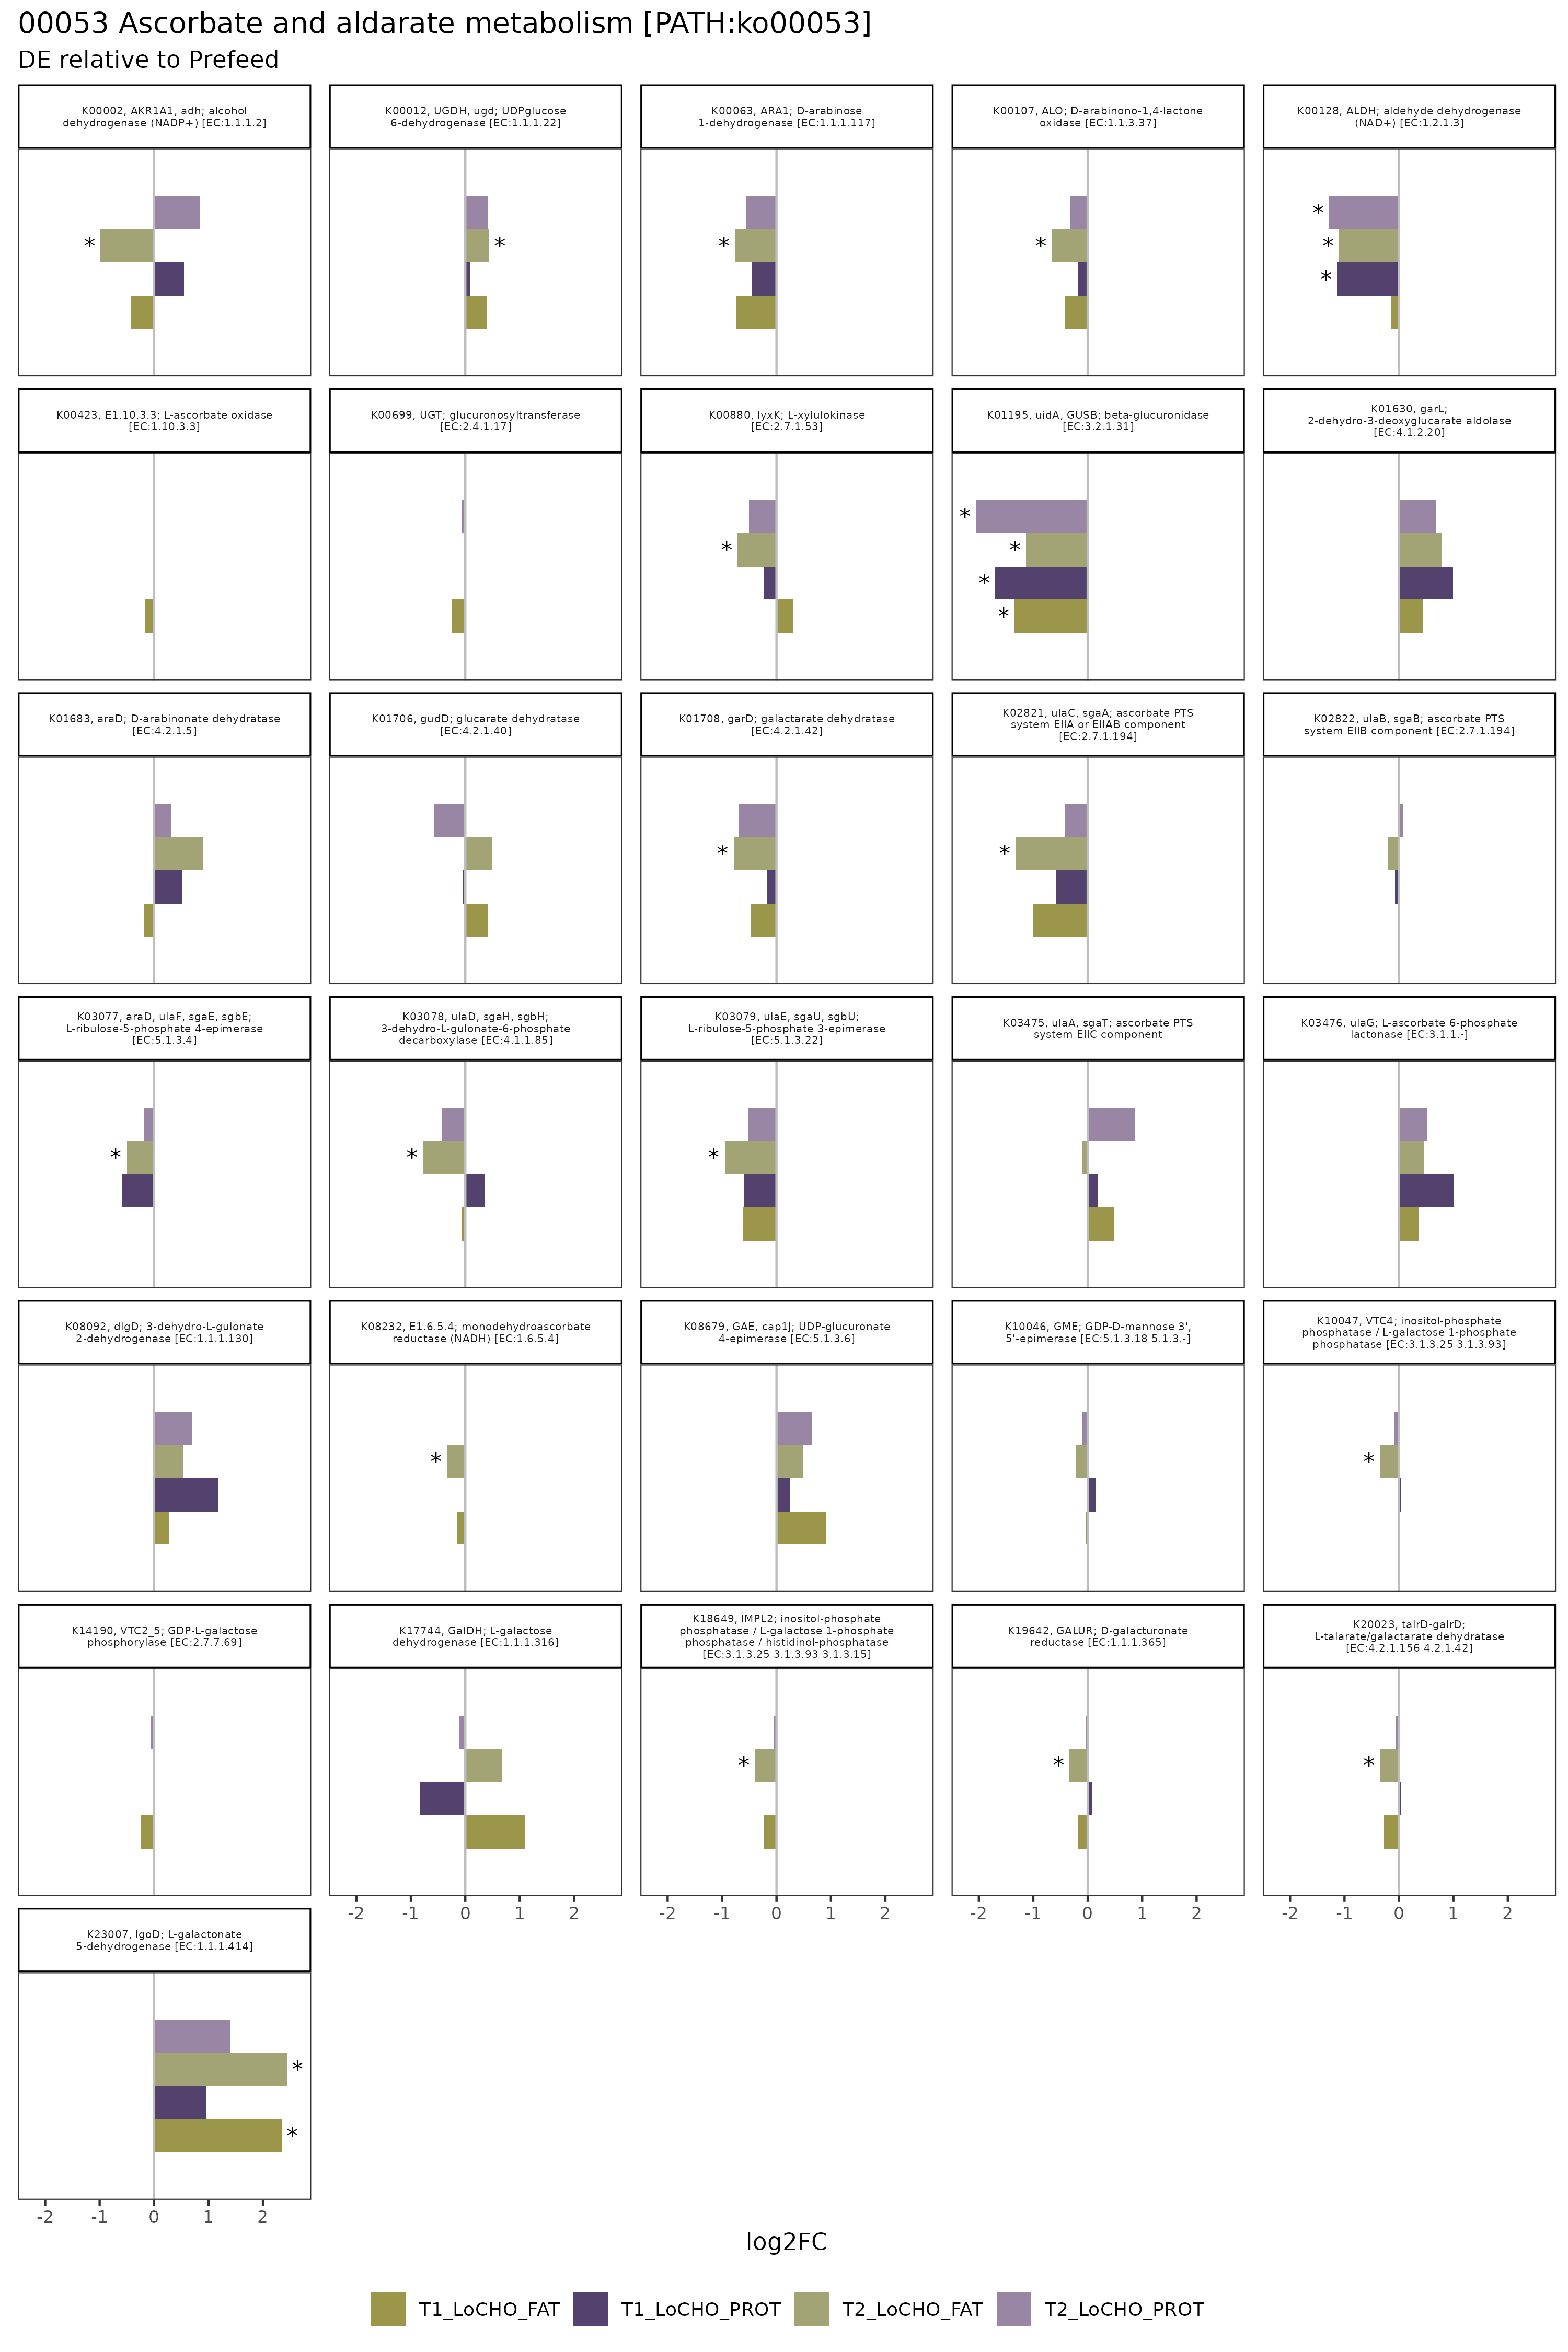 00053 Ascorbate and aldarate metabolism [PATH:ko00053]
DE relative to Prefeed
K00002, AKR1A1, adh; alcohol
dehydrogenase (NADP+) [EC:1.1.1.2]
K00012, UGDH, ugd; UDPglucose
6-dehydrogenase [EC:1.1.1.22]
K00063, ARA1; D-arabinose
1-dehydrogenase [EC:1.1.1.117]
K00107, ALO; D-arabinono-1,4-lactone
oxidase [EC:1.1.3.37]
K00128, ALDH; aldehyde dehydrogenase
(NAD+) [EC:1.2.1.3]
*
*
*
*
*
*
*
K00423, E1.10.3.3; L-ascorbate oxidase
[EC:1.10.3.3]
K00699, UGT; glucuronosyltransferase
[EC:2.4.1.17]
K00880, lyxK; L-xylulokinase
[EC:2.7.1.53]
K01195, uidA, GUSB; beta-glucuronidase
[EC:3.2.1.31]
K01630, garL;
2-dehydro-3-deoxyglucarate aldolase
[EC:4.1.2.20]
*
*
*
*
*
K01683, araD; D-arabinonate dehydratase
[EC:4.2.1.5]
K01706, gudD; glucarate dehydratase
[EC:4.2.1.40]
K01708, garD; galactarate dehydratase
[EC:4.2.1.42]
K02821, ulaC, sgaA; ascorbate PTS
system EIIA or EIIAB component
[EC:2.7.1.194]
K02822, ulaB, sgaB; ascorbate PTS
system EIIB component [EC:2.7.1.194]
*
*
K03077, araD, ulaF, sgaE, sgbE;
L-ribulose-5-phosphate 4-epimerase
[EC:5.1.3.4]
K03078, ulaD, sgaH, sgbH;
3-dehydro-L-gulonate-6-phosphate
decarboxylase [EC:4.1.1.85]
K03079, ulaE, sgaU, sgbU;
L-ribulose-5-phosphate 3-epimerase
[EC:5.1.3.22]
K03475, ulaA, sgaT; ascorbate PTS
system EIIC component
K03476, ulaG; L-ascorbate 6-phosphate
lactonase [EC:3.1.1.-]
*
*
*
K08092, dlgD; 3-dehydro-L-gulonate
2-dehydrogenase [EC:1.1.1.130]
K08232, E1.6.5.4; monodehydroascorbate
reductase (NADH) [EC:1.6.5.4]
K08679, GAE, cap1J; UDP-glucuronate
4-epimerase [EC:5.1.3.6]
K10046, GME; GDP-D-mannose 3',
5'-epimerase [EC:5.1.3.18 5.1.3.-]
K10047, VTC4; inositol-phosphate
phosphatase / L-galactose 1-phosphate
phosphatase [EC:3.1.3.25 3.1.3.93]
*
*
K14190, VTC2_5; GDP-L-galactose
phosphorylase [EC:2.7.7.69]
K17744, GalDH; L-galactose
dehydrogenase [EC:1.1.1.316]
K18649, IMPL2; inositol-phosphate
phosphatase / L-galactose 1-phosphate
phosphatase / histidinol-phosphatase
[EC:3.1.3.25 3.1.3.93 3.1.3.15]
K19642, GALUR; D-galacturonate
reductase [EC:1.1.1.365]
K20023, talrD-galrD;
L-talarate/galactarate dehydratase
[EC:4.2.1.156 4.2.1.42]
*
*
*
-2 -1 0 1 2
-2 -1 0 1 2
-2 -1 0 1 2
-2 -1 0 1 2
K23007, lgoD; L-galactonate
5-dehydrogenase [EC:1.1.1.414]
*
*
-2 -1 0 1 2
log2FC
T1_LoCHO_FAT T1_LoCHO_PROT T2_LoCHO_FAT T2_LoCHO_PROT